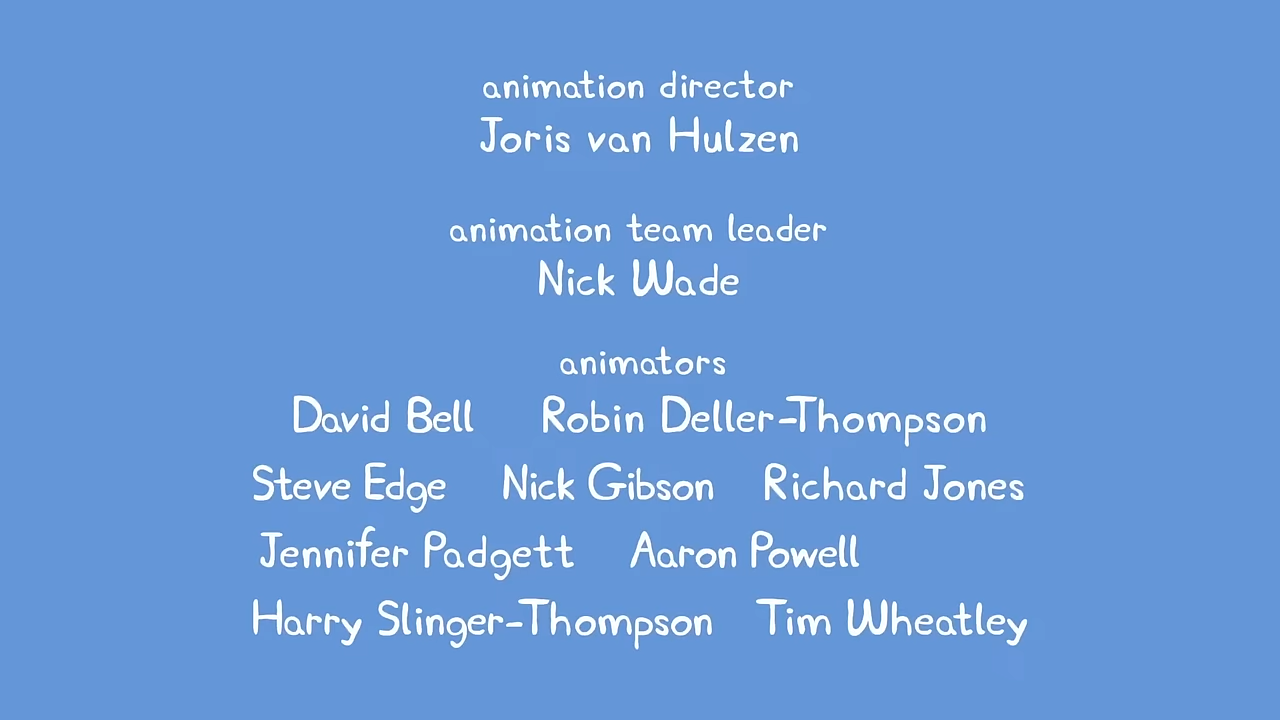 animation director
Joris van Hulzen
animation team leader
Nick Wade
animators
David Bell Robin Deller-Thompson
Steve Edge Nick Gibson Richard Jones
Jennifer Padgett Aaron Powell
Harry Slinger-Thompson Tim Wheatley